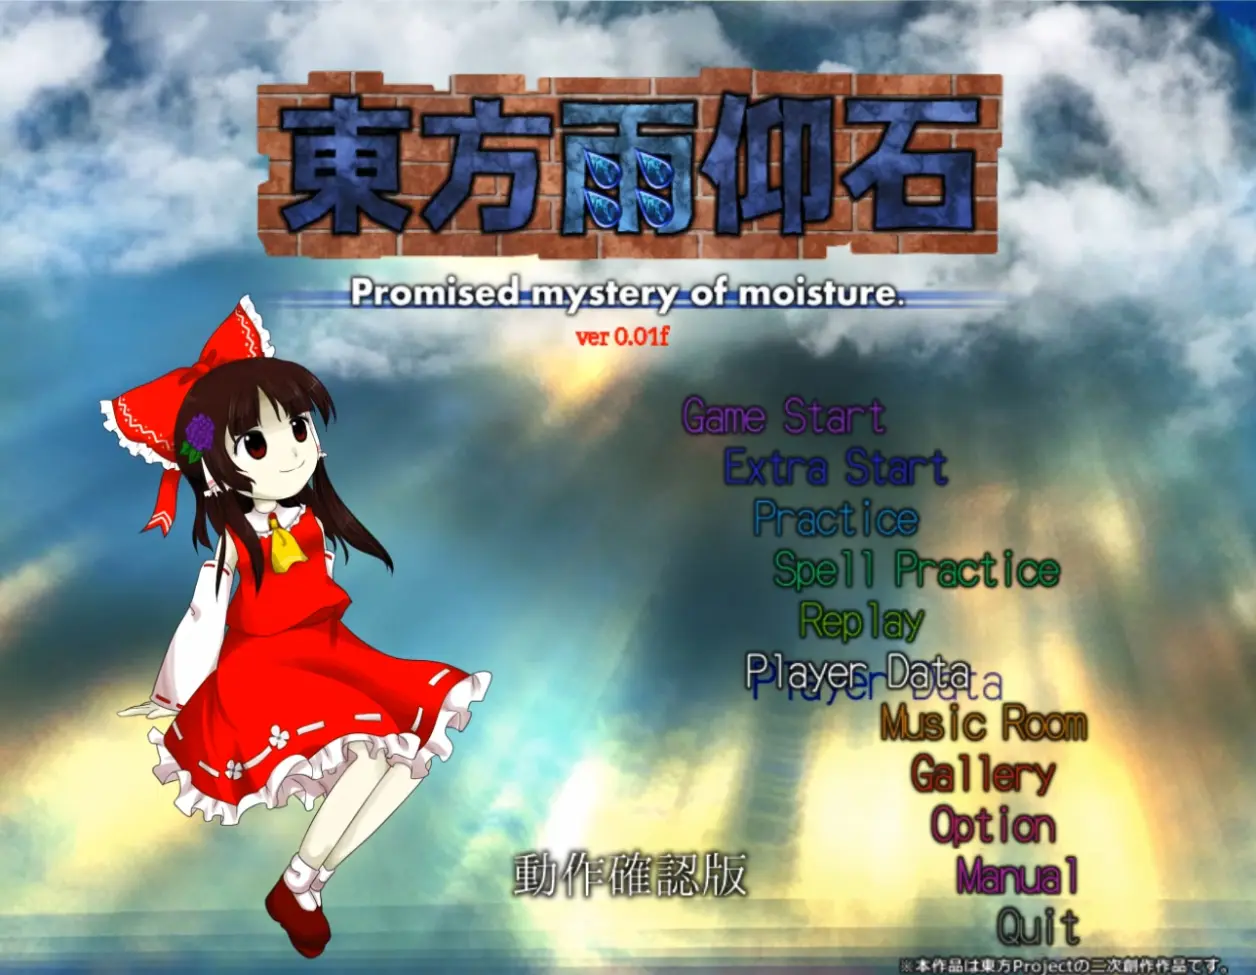 東方雨仰石
Promised mystery of moisture.
ver 0.01f
Game Start
Extra Start
Practice
Spell Practice
Replay
Player Data
Player Data
Music Room
Gallery
Option
Manual
Quit
動作確認版
※本作品は東方Projectの二次創作作品です。